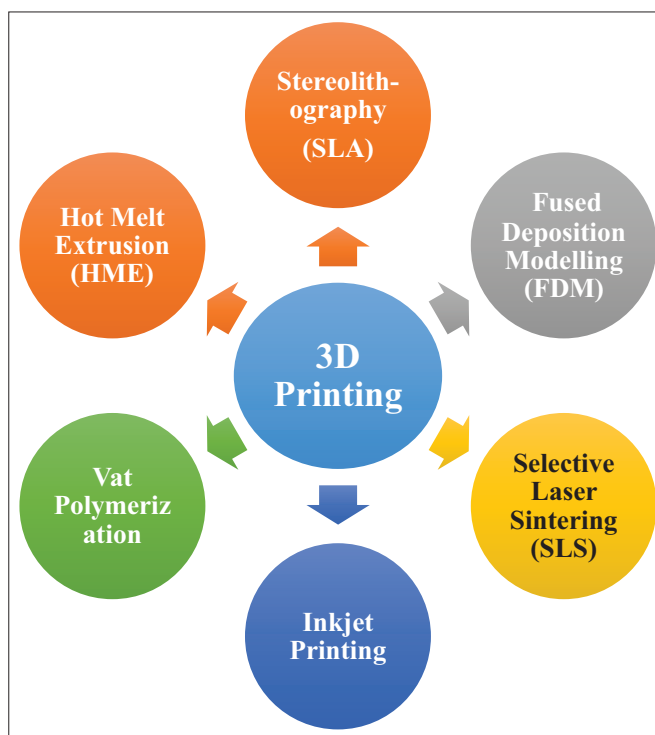 Stereolith-
ography
(SLA)
Hot Melt
Extrusion
(HME)
Fused
Deposition
Modelling
(FDM)
3D
Printing
Vat
Polymeriz
ation
Selective
Laser
Sintering
(SLS)
Inkjet
Printing